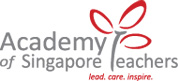 Academy
of Singapore Teachers
lead. care. inspire.